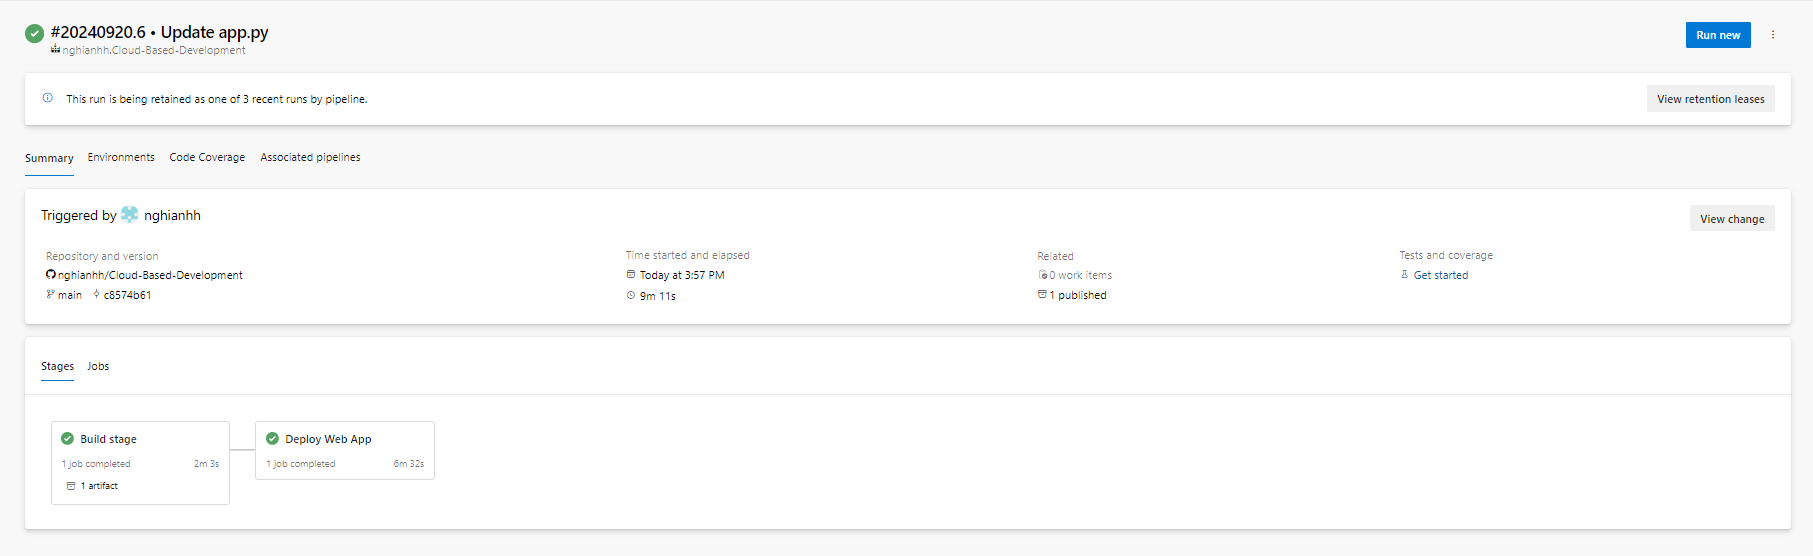 #20240920.6 • Update app.py
nghianhh.Cloud-Based-Development
Run new
This run is being retained as one of 3 recent runs by pipeline.
View retention leases
Summary Environments Code Coverage Associated pipelines
Triggered by nghianhh
View change
Repository and version
nghianhh/Cloud-Based-Development
main c8574b61
Time started and elapsed
Today at 3:57 PM
9m 11s
Related
0 work items
1 published
Tests and coverage
Get started
Stages Jobs
Build stage
1 job completed 2m 3s
1 artifact
Deploy Web App
1 job completed 6m 32s